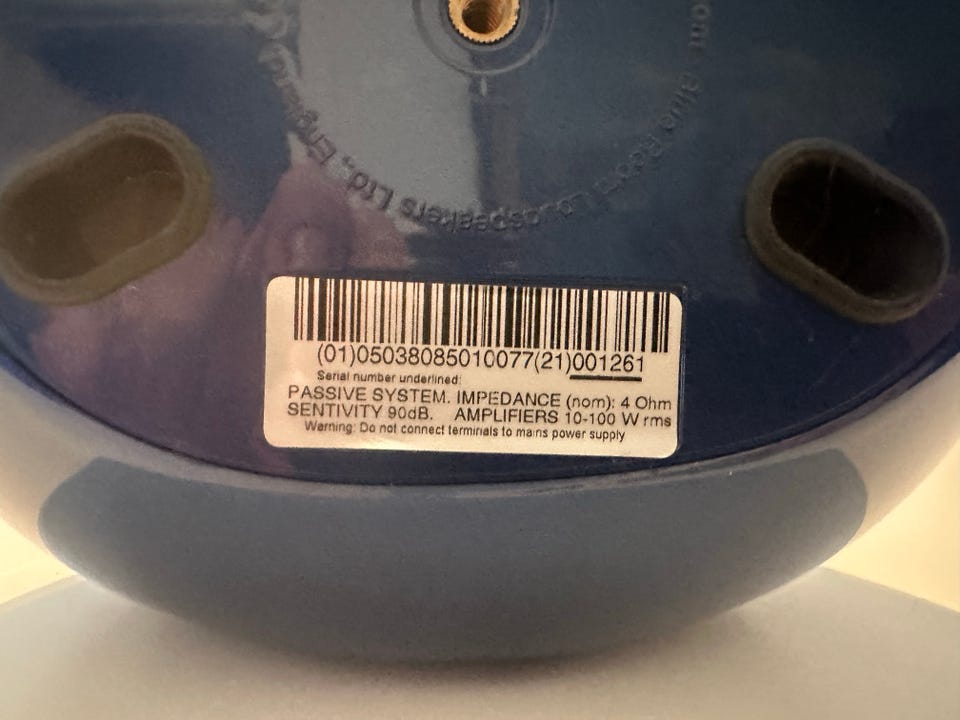 from: Blue Room Loudspeakers Ltd., England
(01)05038085010077(21)001261
Serial number underlined:
PASSIVE SYSTEM. IMPEDANCE (nom): 4 Ohm
SENTIVITY 90dB. AMPLIFIERS 10-100 W rms
Warning: Do not connect terminals to mains power supply